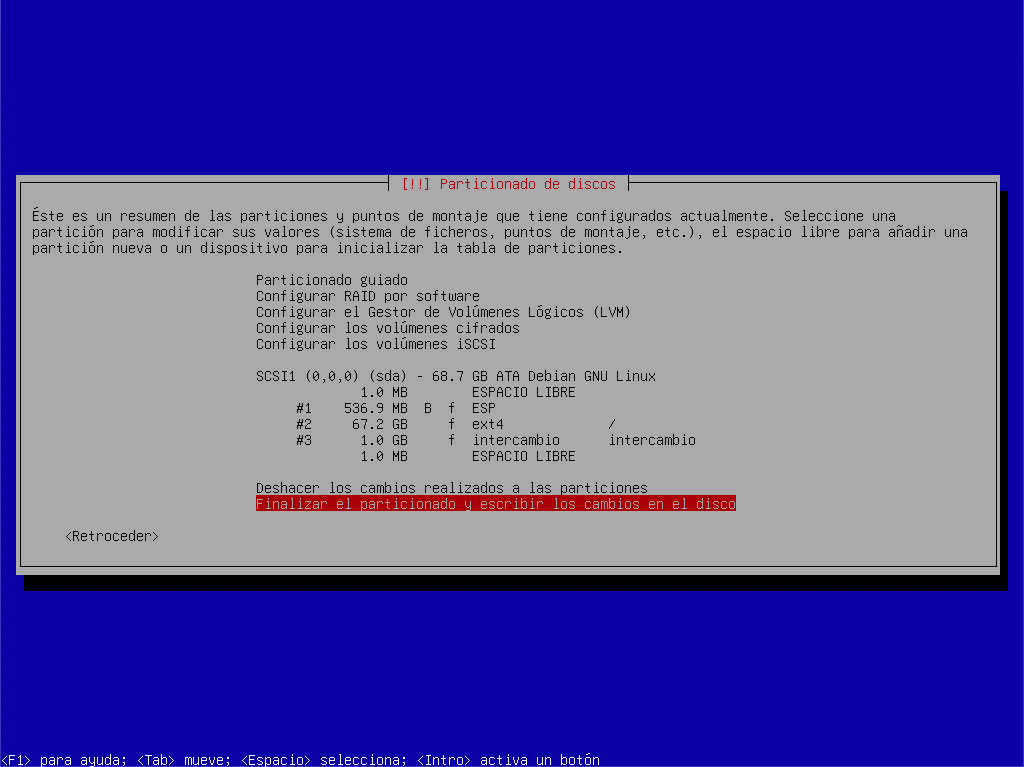 [!!] Particionado de discos
Éste es un resumen de las particiones y puntos de montaje que tiene configurados actualmente. Seleccione una
partición para modificar sus valores (sistema de ficheros, puntos de montaje, etc.), el espacio libre para añadir una
partición nueva o un dispositivo para inicializar la tabla de particiones.
Particionado guiado
Configurar RAID por software
Configurar el Gestor de Volúmenes Lógicos (LVM)
Configurar los volúmenes cifrados
Configurar los volúmenes iSCSI
SCSI1 (0,0,0) (sda) - 68.7 GB ATA Debian GNU Linux
1.0 MB ESPACIO LIBRE
#1 536.9 MB B f ESP
#2 67.2 GB f ext4 /
#3 1.0 GB f intercambio intercambio
1.0 MB ESPACIO LIBRE
Deshacer los cambios realizados a las particiones
Finalizar el particionado y escribir los cambios en el disco
<Retroceder>
<F1> para ayuda; <Tab> mueve; <Espacio> selecciona; <Intro> activa un botón